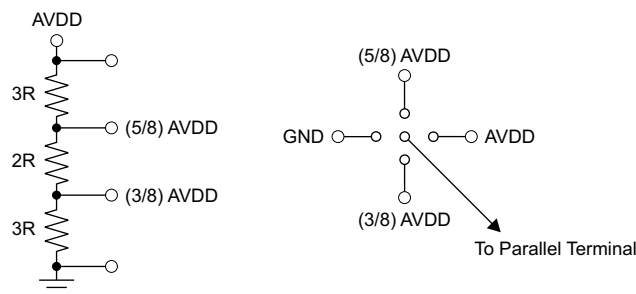 AVDD
3R
(5/8) AVDD
2R
(3/8) AVDD
3R
(5/8) AVDD
GND
AVDD
(3/8) AVDD
To Parallel Terminal